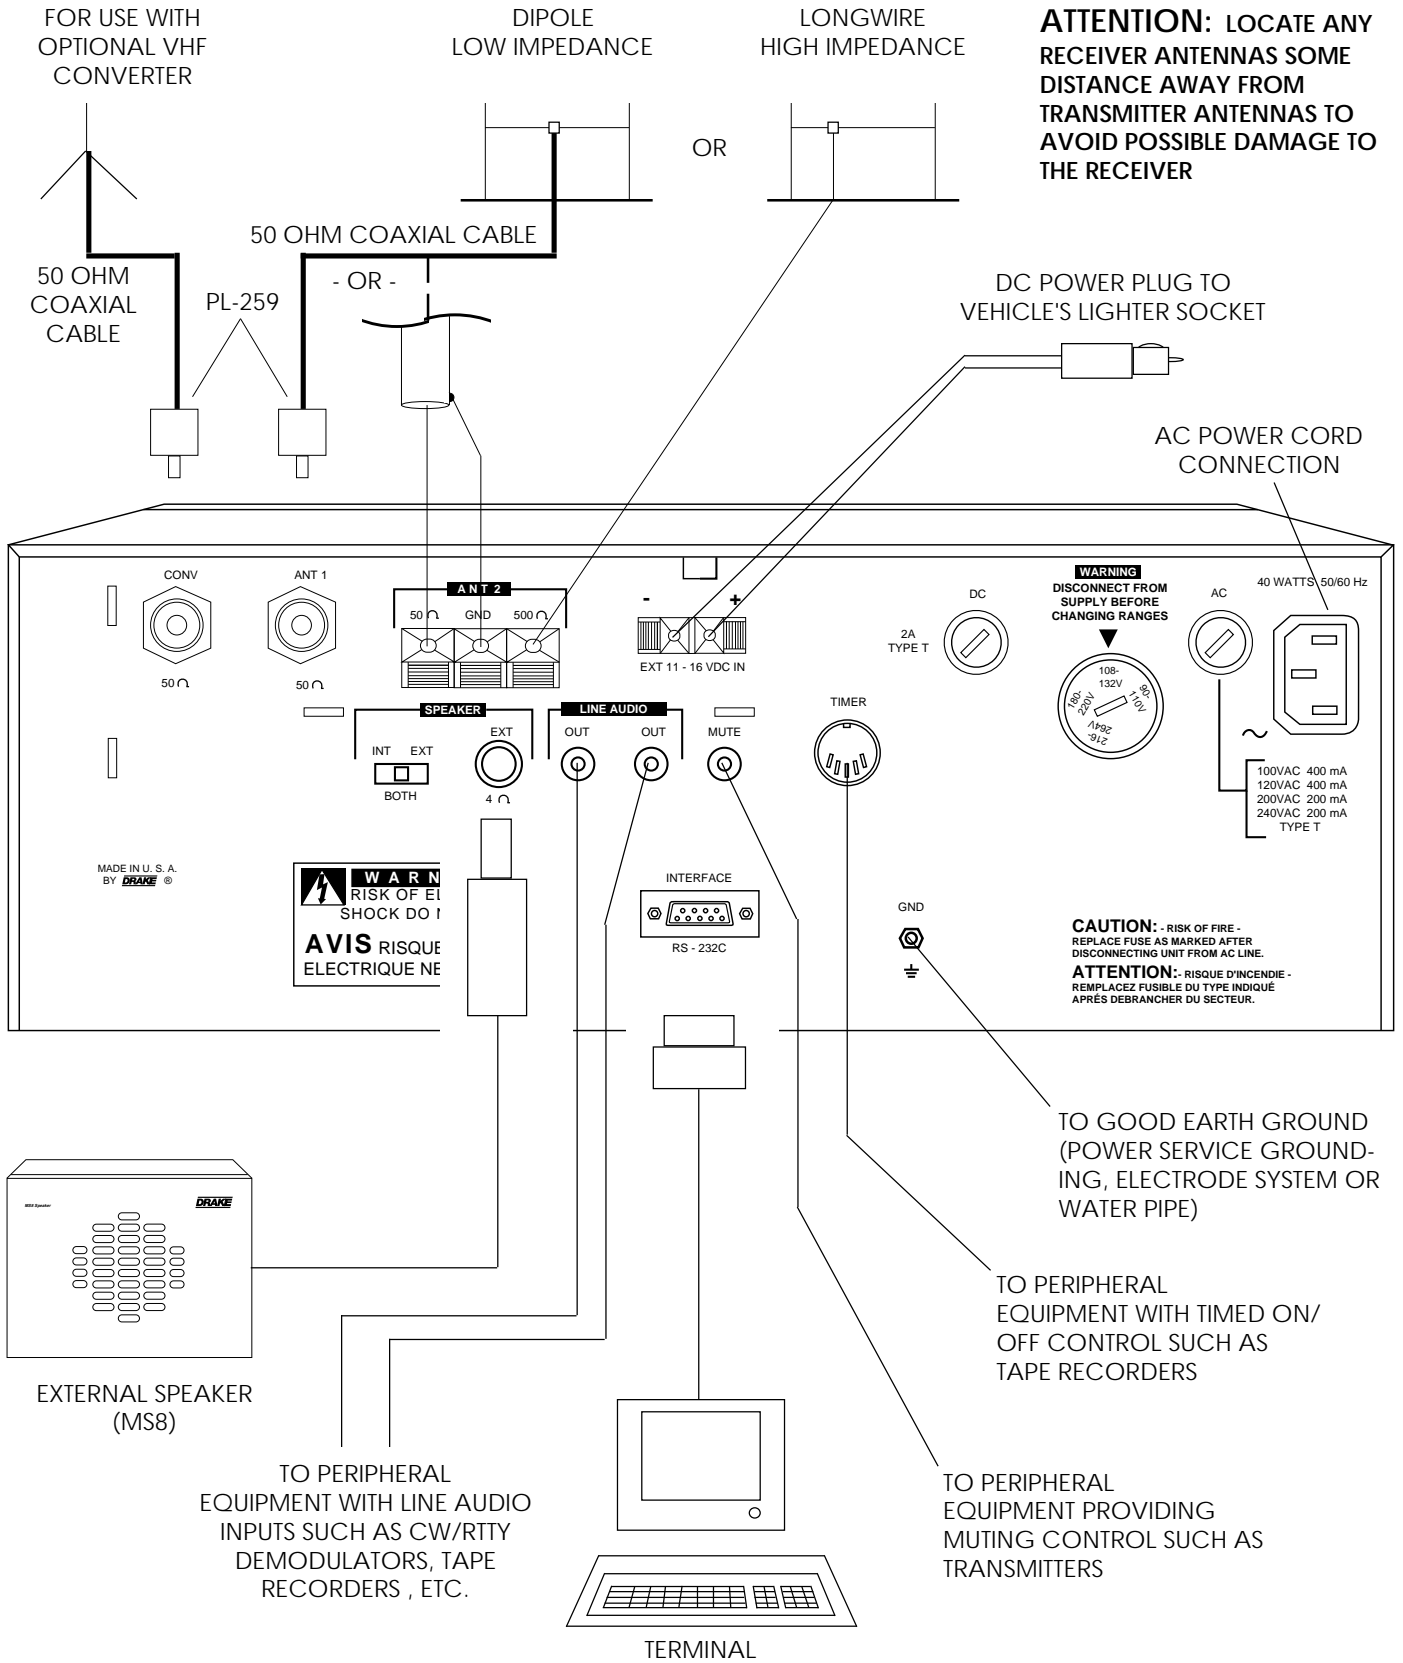 FOR USE WITH
OPTIONAL VHF
CONVERTER
DIPOLE
LOW IMPEDANCE
LONGWIRE
HIGH IMPEDANCE
ATTENTION: LOCATE ANY
RECEIVER ANTENNAS SOME
DISTANCE AWAY FROM
TRANSMITTER ANTENNAS TO
AVOID POSSIBLE DAMAGE TO
THE RECEIVER
OR
50 OHM COAXIAL CABLE
- OR -
50 OHM
COAXIAL
CABLE
PL-259
DC POWER PLUG TO
VEHICLE'S LIGHTER SOCKET
AC POWER CORD
CONNECTION
CONV
50 Ω
ANT 1
50 Ω
ANT 2
50 Ω GND 500 Ω
- +
EXT 11 - 16 VDC IN
DC
2A
TYPE T
WARNING
DISCONNECT FROM
SUPPLY BEFORE
CHANGING RANGES
108-
132V
90-
110V
180-
220V
216-
264V
AC
40 WATTS 50/60 Hz
100VAC 400 mA
120VAC 400 mA
200VAC 200 mA
240VAC 200 mA
TYPE T
SPEAKER
INT EXT
BOTH
EXT
4 Ω
LINE AUDIO
OUT OUT
MUTE
TIMER
MADE IN U. S. A.
BY DRAKE ®
WARN
RISK OF EL
SHOCK DO N
AVIS RISQUE
ELECTRIQUE NE
INTERFACE
RS - 232C
GND
CAUTION: - RISK OF FIRE -
REPLACE FUSE AS MARKED AFTER
DISCONNECTING UNIT FROM AC LINE.
ATTENTION:- RISQUE D'INCENDIE -
REMPLACEZ FUSIBLE DU TYPE INDIQUÉ
APRÉS DEBRANCHER DU SECTEUR.
TO GOOD EARTH GROUND
(POWER SERVICE GROUND-
ING, ELECTRODE SYSTEM OR
WATER PIPE)
MS8 Speaker
DRAKE
EXTERNAL SPEAKER
(MS8)
TO PERIPHERAL
EQUIPMENT WITH TIMED ON/
OFF CONTROL SUCH AS
TAPE RECORDERS
TO PERIPHERAL
EQUIPMENT WITH LINE AUDIO
INPUTS SUCH AS CW/RTTY
DEMODULATORS, TAPE
RECORDERS , ETC.
TO PERIPHERAL
EQUIPMENT PROVIDING
MUTING CONTROL SUCH AS
TRANSMITTERS
TERMINAL